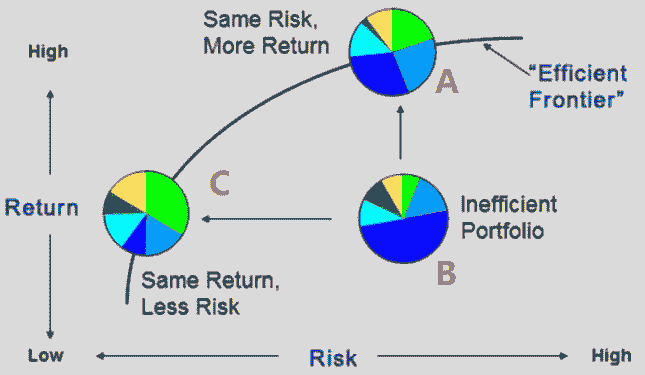 Same Risk,
More Return
High
A
"Efficient
Frontier"
C
Return
Inefficient
Portfolio
B
Same Return,
Less Risk
Low
Risk
High